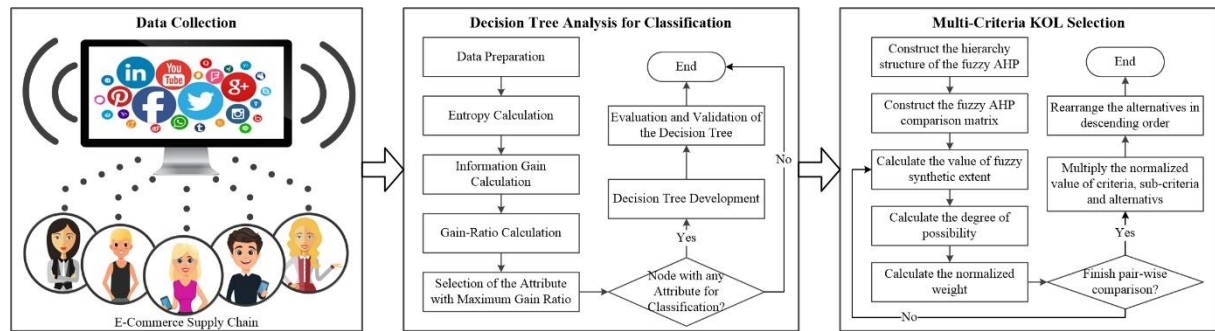 Data Collection
in
You
Tube
g+
E-Commerce Supply Chain
Decision Tree Analysis for Classification
Data Preparation
Entropy Calculation
Information Gain
Calculation
Gain-Ratio Calculation
Selection of the Attribute
with Maximum Gain Ratio
Node with any
Attribute for
Classification?
Yes
No
Decision Tree Development
Evaluation and Validation
of the Decision Tree
End
Multi-Criteria KOL Selection
Construct the hierarchy
structure of the fuzzy AHP
Construct the fuzzy AHP
comparison matrix
Calculate the value of fuzzy
synthetic extent
Calculate the degree of
possibility
Calculate the normalized
weight
Finish pair-wise
comparison?
No
Yes
Multiply the normalized
value of criteria, sub-criteria
and alternativs
Rearrange the alternatives in
descending order
End